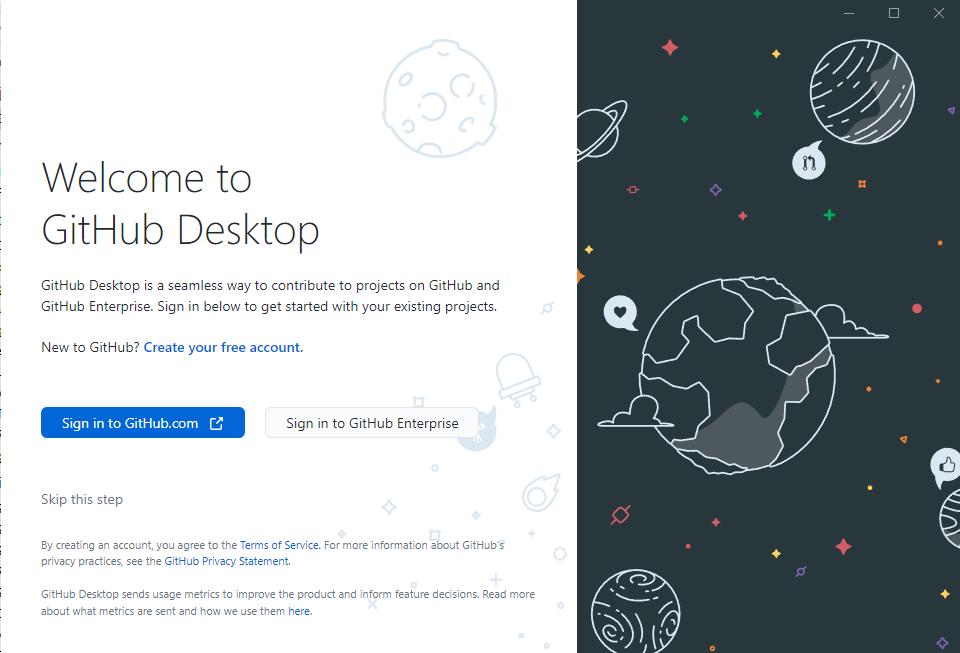 Welcome to
GitHub Desktop
GitHub Desktop is a seamless way to contribute to projects on GitHub and
GitHub Enterprise. Sign in below to get started with your existing projects.
New to GitHub? Create your free account.
Sign in to GitHub.com
Sign in to GitHub Enterprise
Skip this step
By creating an account, you agree to the Terms of Service. For more information about GitHub's
privacy practices, see the GitHub Privacy Statement.
GitHub Desktop sends usage metrics to improve the product and inform feature decisions. Read more
about what metrics are sent and how we use them here.